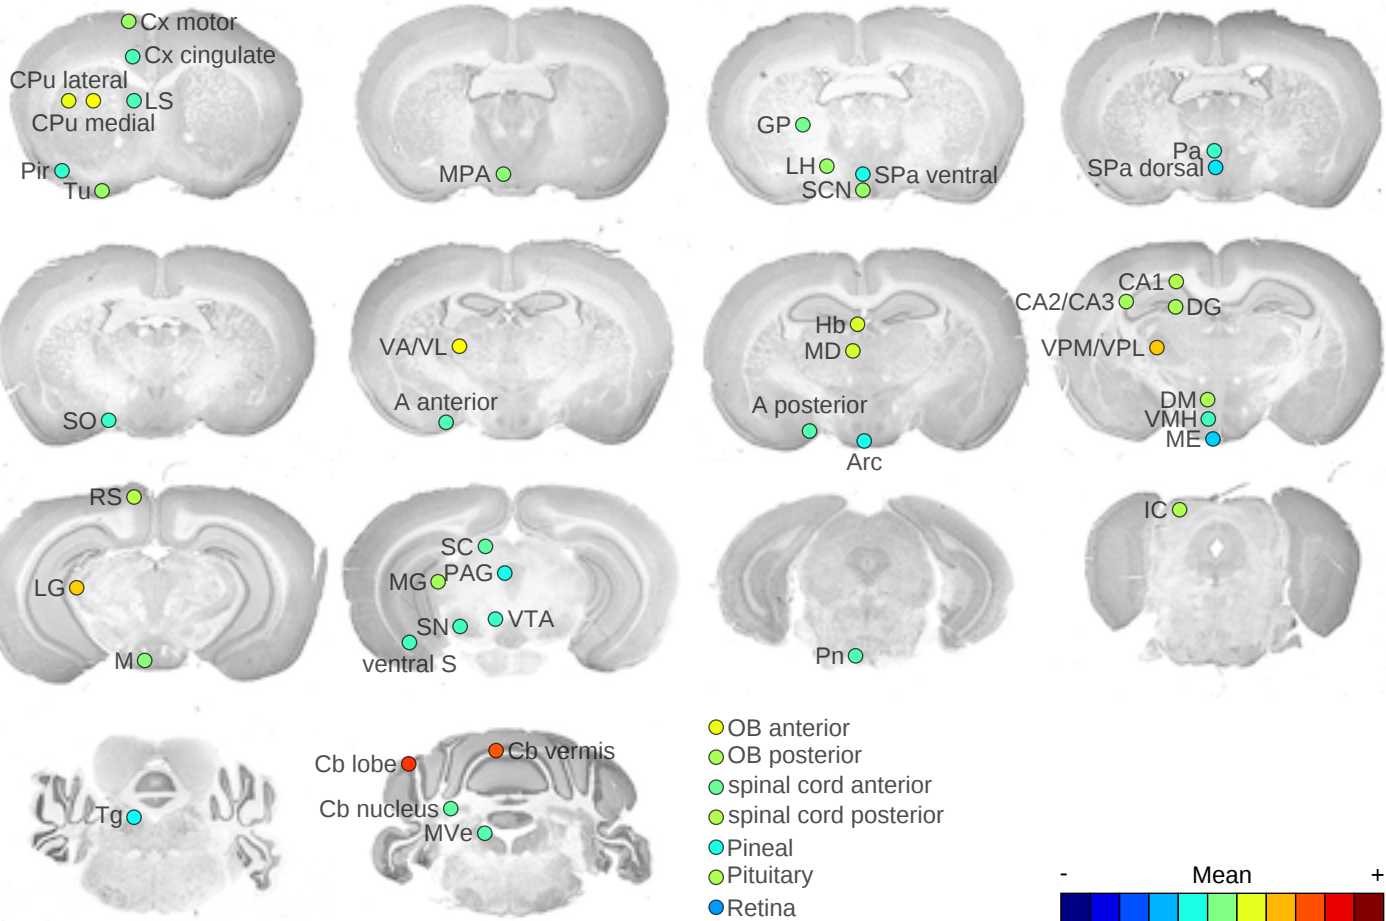 Cx motor
Cx cingulate
CPu lateral
LS
CPu medial
Pir
Tu
MPA
GP
LH
SPa ventral
SCN
Pa
SPa dorsal
SO
VA/VL
A anterior
Hb
MD
A posterior
Arc
CA1
CA2/CA3
DG
VPM/VPL
DM
VMH
ME
RS
LG
M
SC
PAG
MG
VTA
SN
ventral S
Pn
IC
Tg
Cb lobe
Cb vermis
Cb nucleus
MVe
OB anterior
OB posterior
spinal cord anterior
spinal cord posterior
Pineal
Pituitary
Retina
- Mean +